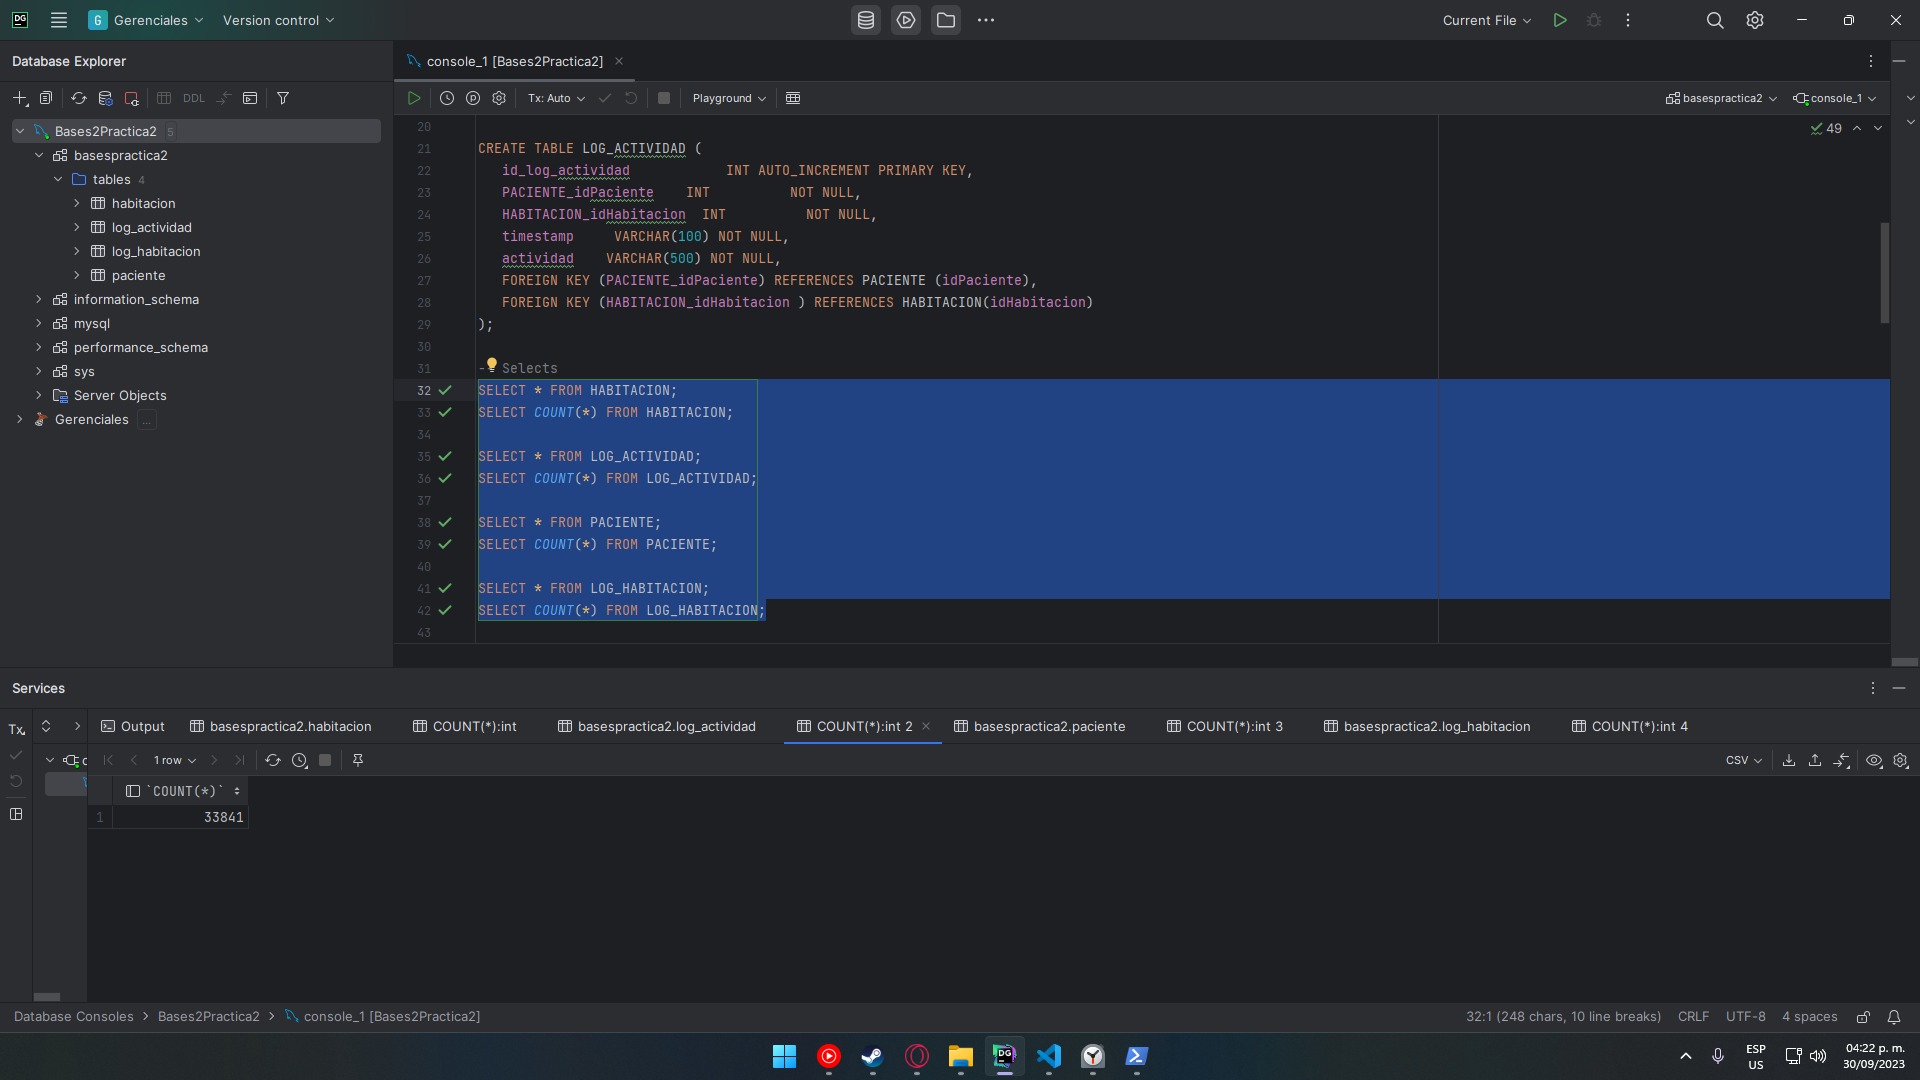 DG
G Gerenciales
Version control
Current File
Database Explorer
console_1 [Bases2Practica2]
DDL
Tx: Auto
Playground
basespractica2
console_1
Bases2Practica2 5
basespractica2
tables 4
habitacion
log_actividad
log_habitacion
paciente
information_schema
mysql
performance_schema
sys
Server Objects
Gerenciales ...
49
20
21 CREATE TABLE LOG_ACTIVIDAD (
22 id_log_actividad INT AUTO_INCREMENT PRIMARY KEY,
23 PACIENTE_idPaciente INT NOT NULL,
24 HABITACION_idHabitacion INT NOT NULL,
25 timestamp VARCHAR(100) NOT NULL,
26 actividad VARCHAR(500) NOT NULL,
27 FOREIGN KEY (PACIENTE_idPaciente) REFERENCES PACIENTE (idPaciente),
28 FOREIGN KEY (HABITACION_idHabitacion ) REFERENCES HABITACION(idHabitacion)
29 );
30
31 - Selects
32 SELECT * FROM HABITACION;
33 SELECT COUNT(*) FROM HABITACION;
34
35 SELECT * FROM LOG_ACTIVIDAD;
36 SELECT COUNT(*) FROM LOG_ACTIVIDAD;
37
38 SELECT * FROM PACIENTE;
39 SELECT COUNT(*) FROM PACIENTE;
40
41 SELECT * FROM LOG_HABITACION;
42 SELECT COUNT(*) FROM LOG_HABITACION;
43
Services
Tx
Output
basespractica2.habitacion
COUNT(*):int
basespractica2.log_actividad
COUNT(*):int 2
basespractica2.paciente
COUNT(*):int 3
basespractica2.log_habitacion
COUNT(*):int 4
c
1 row
CSV
`COUNT(*)`
1 33841
Database Consoles > Bases2Practica2 > console_1 [Bases2Practica2]
32:1 (248 chars, 10 line breaks)
CRLF
UTF-8
4 spaces
DG
ESP
US
04:22 p. m.
30/09/2023